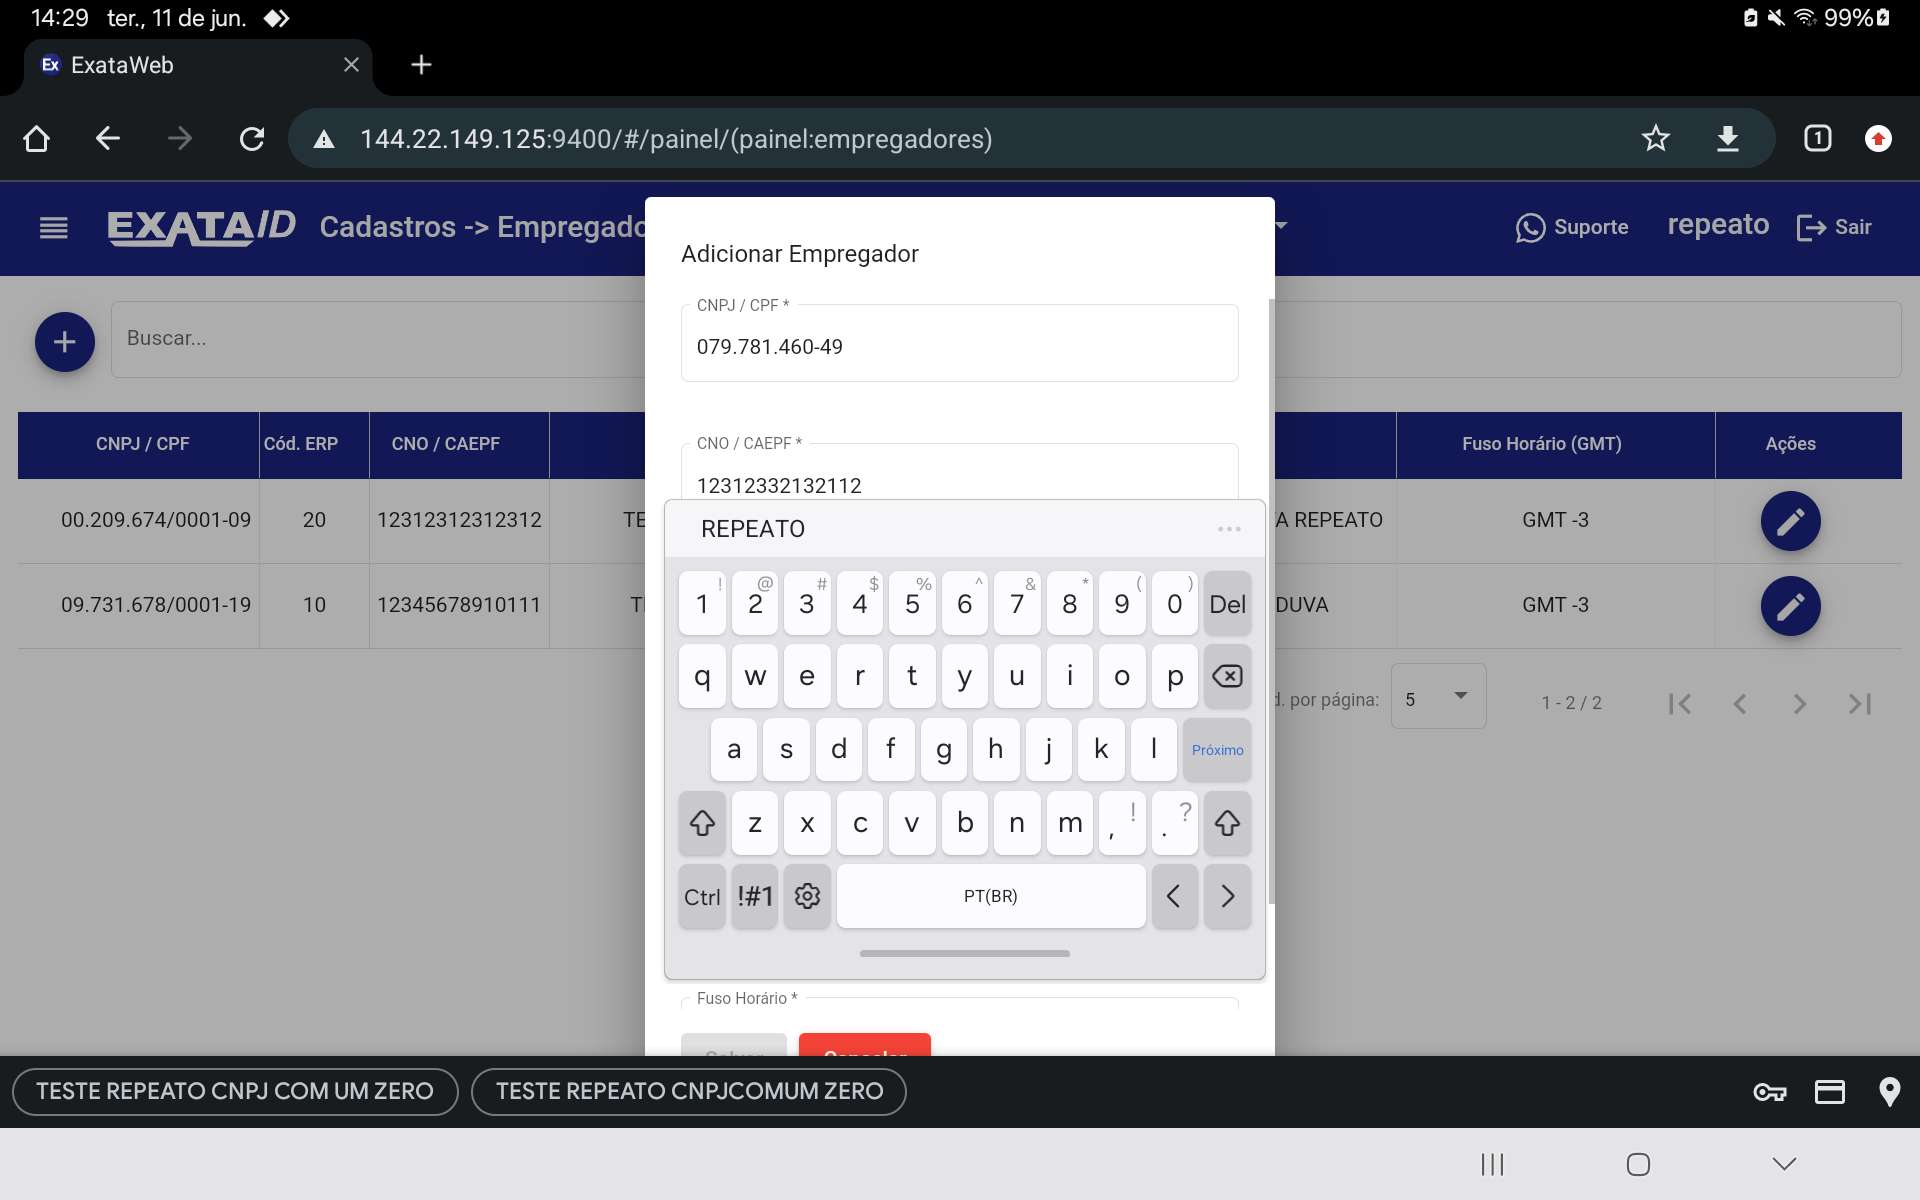 14:29 ter., 11 de jun. 99%
Ex ExataWeb
144.22.149.125:9400/#/painel/(painel:empregadores) 1
EXATAID Cadastros -> Empregado Suporte repeato Sair
Adicionar Empregador
CNPJ / CPF *
079.781.460-49
Buscar...
CNO / CAEPF *
12312332132112
CNPJ / CPF Cód. ERP CNO / CAEPF Fuso Horário (GMT) Ações
00.209.674/0001-09 20 12312312312312 TE A REPEATO GMT -3
09.731.678/0001-19 10 12345678910111 T DUVA GMT -3
d. por página: 5 1 - 2 / 2
REPEATO
! @ # $ % ^ & * ( )
1 2 3 4 5 6 7 8 9 0 Del
q w e r t y u i o p
a s d f g h j k l Próximo
z x c v b n m , ! . ?
Ctrl !#1 PT(BR)
Fuso Horário *
Salvar Cancelar
TESTE REPEATO CNPJ COM UM ZERO TESTE REPEATO CNPJCOMUM ZERO